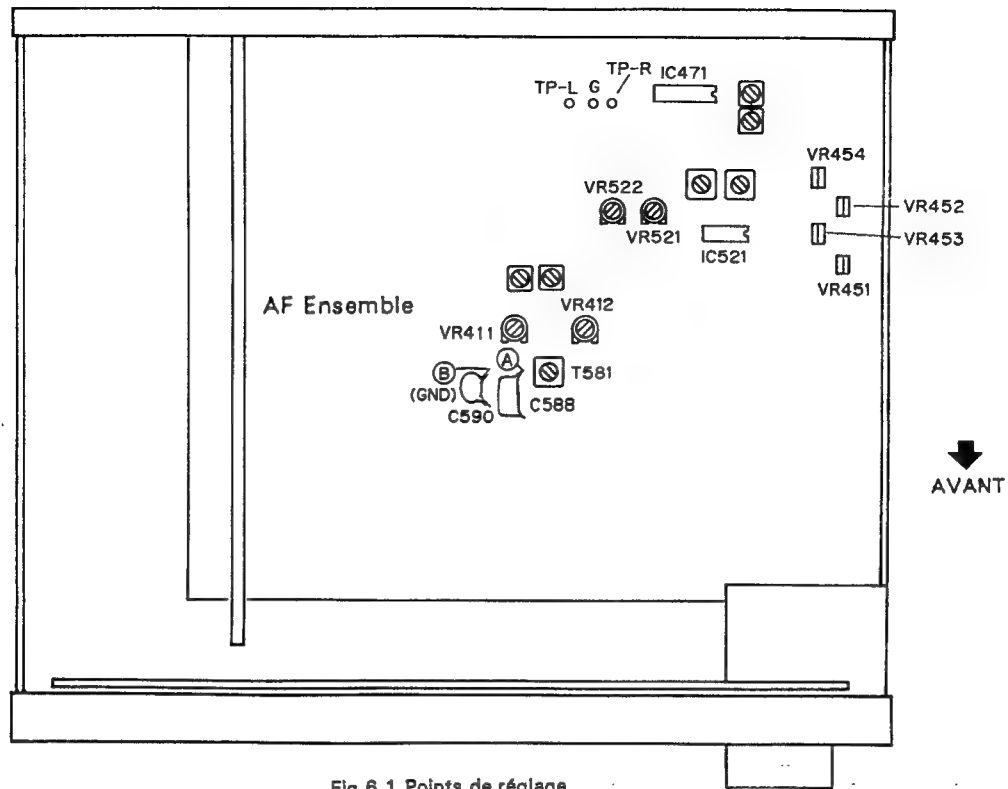 TP-L G TP-R IC471
VR454
VR522
VR452
VR521
IC521
VR453
VR451
AF Ensemble
VR412
VR411
A
B
T581
(GND)
C590
C588
AVANT
Fig. 6.1 Points de réglage